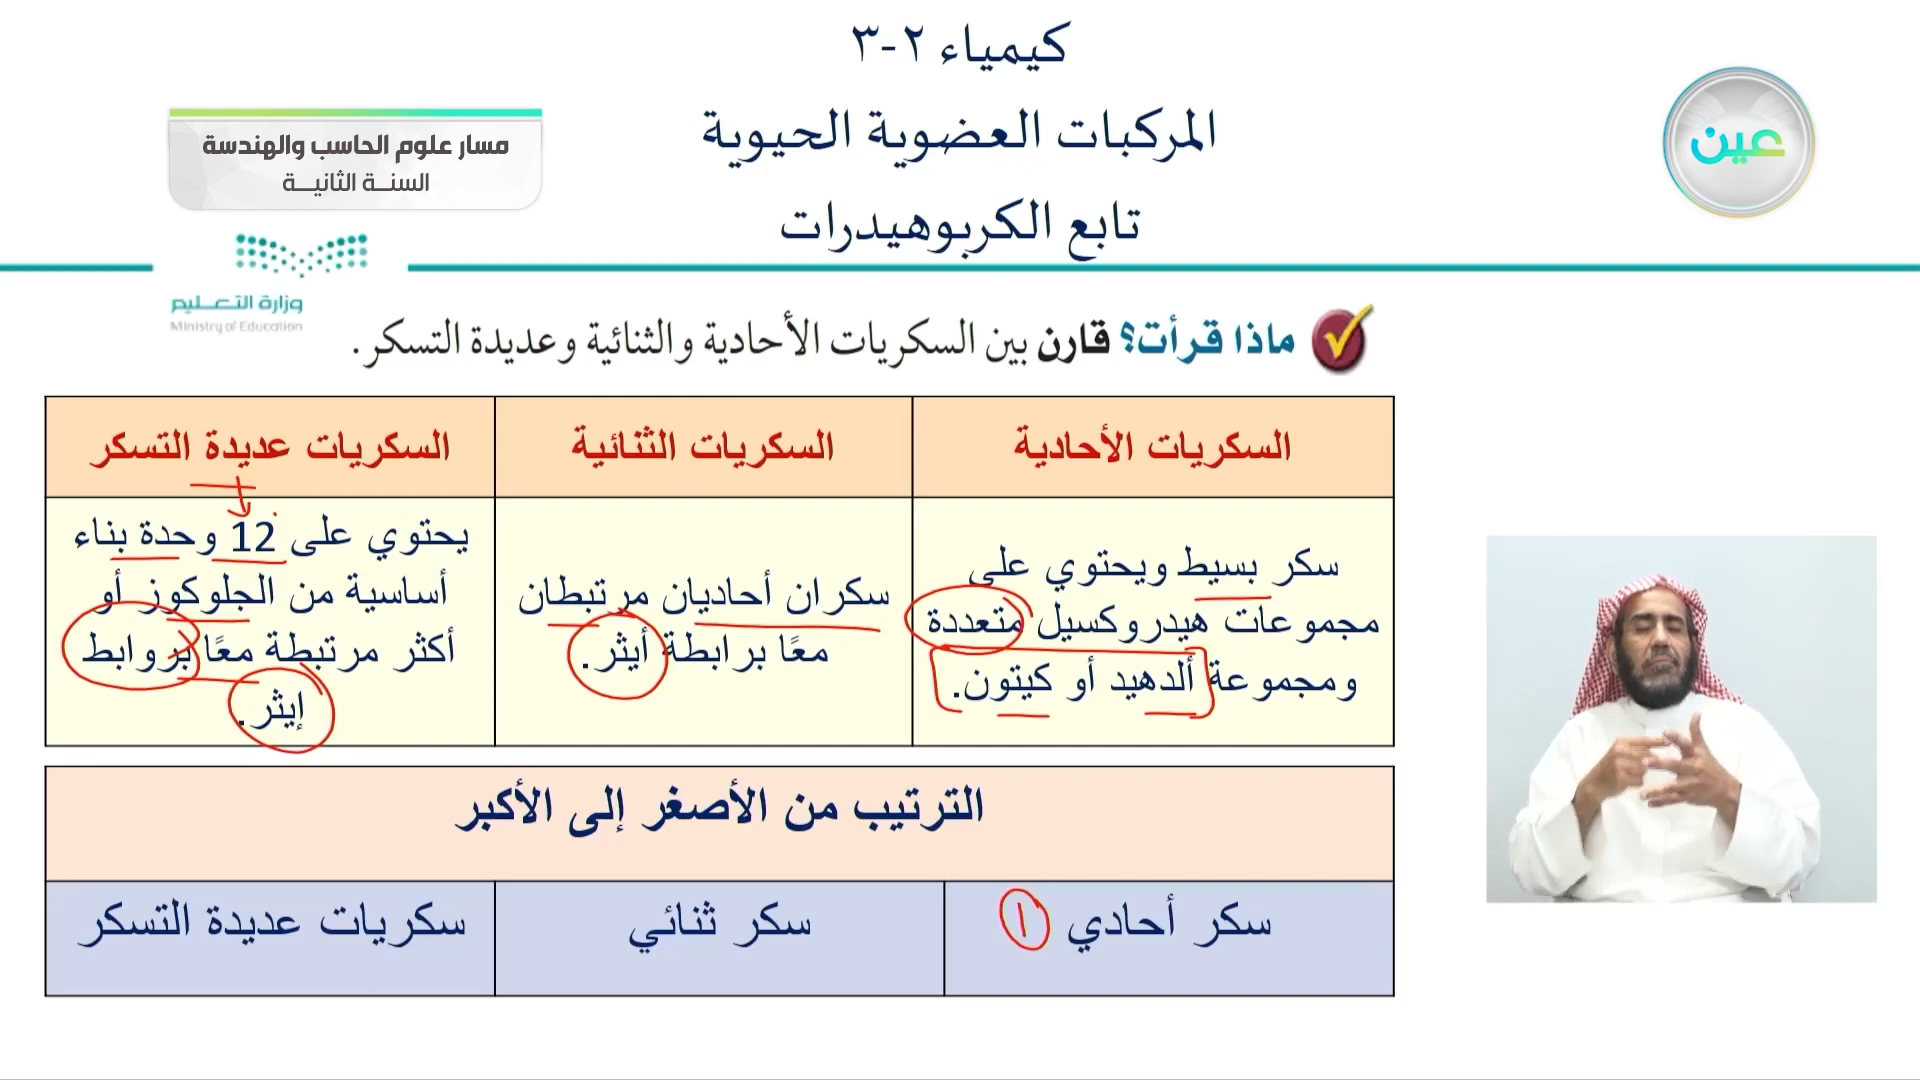 كيمياء ٢-٣
المركبات العضوية الحيوية
تابع الكربوهيدرات
عين
مسار علوم الحاسب والهندسة
السنة الثانية
وزارة التعليم
Ministry of Education
ماذا قرأت؟ قارن بين السكريات الأحادية والثنائية وعديدة التسكر.
السكريات الأحادية
السكريات الثنائية
السكريات عديدة التسكر
سكر بسيط ويحتوي على
مجموعات هيدروكسيل متعددة
ومجموعة ألدهيد أو كيتون.
سكران أحاديان مرتبطان
معًا برابطة أيثر.
يحتوي على 12 وحدة بناء
أساسية من الجلوكوز أو
أكثر مرتبطة معًا بروابط
إيثر.
الترتيب من الأصغر إلى الأكبر
سكر أحادي ١
سكر ثنائي
سكريات عديدة التسكر